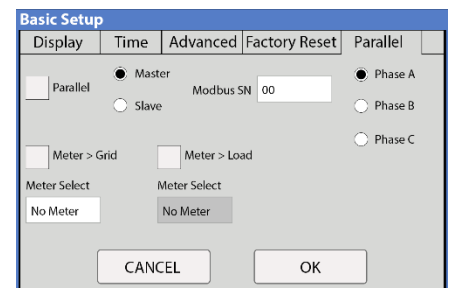 Basic Setup
Display Time Advanced Factory Reset Parallel
Parallel Master Modbus SN 00 Phase A
Slave Phase B
Phase C
Meter > Grid Meter > Load
Meter Select Meter Select
No Meter No Meter
CANCEL OK